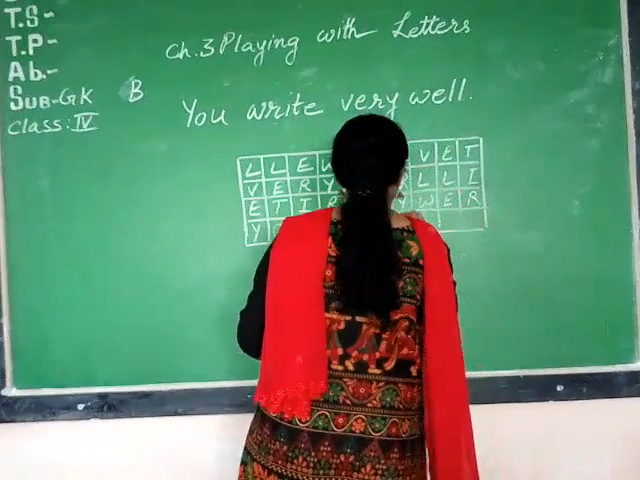 T.S-
T.P-
Ab.-
SUB-GK
Class: IV
Ch.3 Playing with Letters
B
You write very well.
L L E V E T
V E R Y L L I
E T I W E R
Y